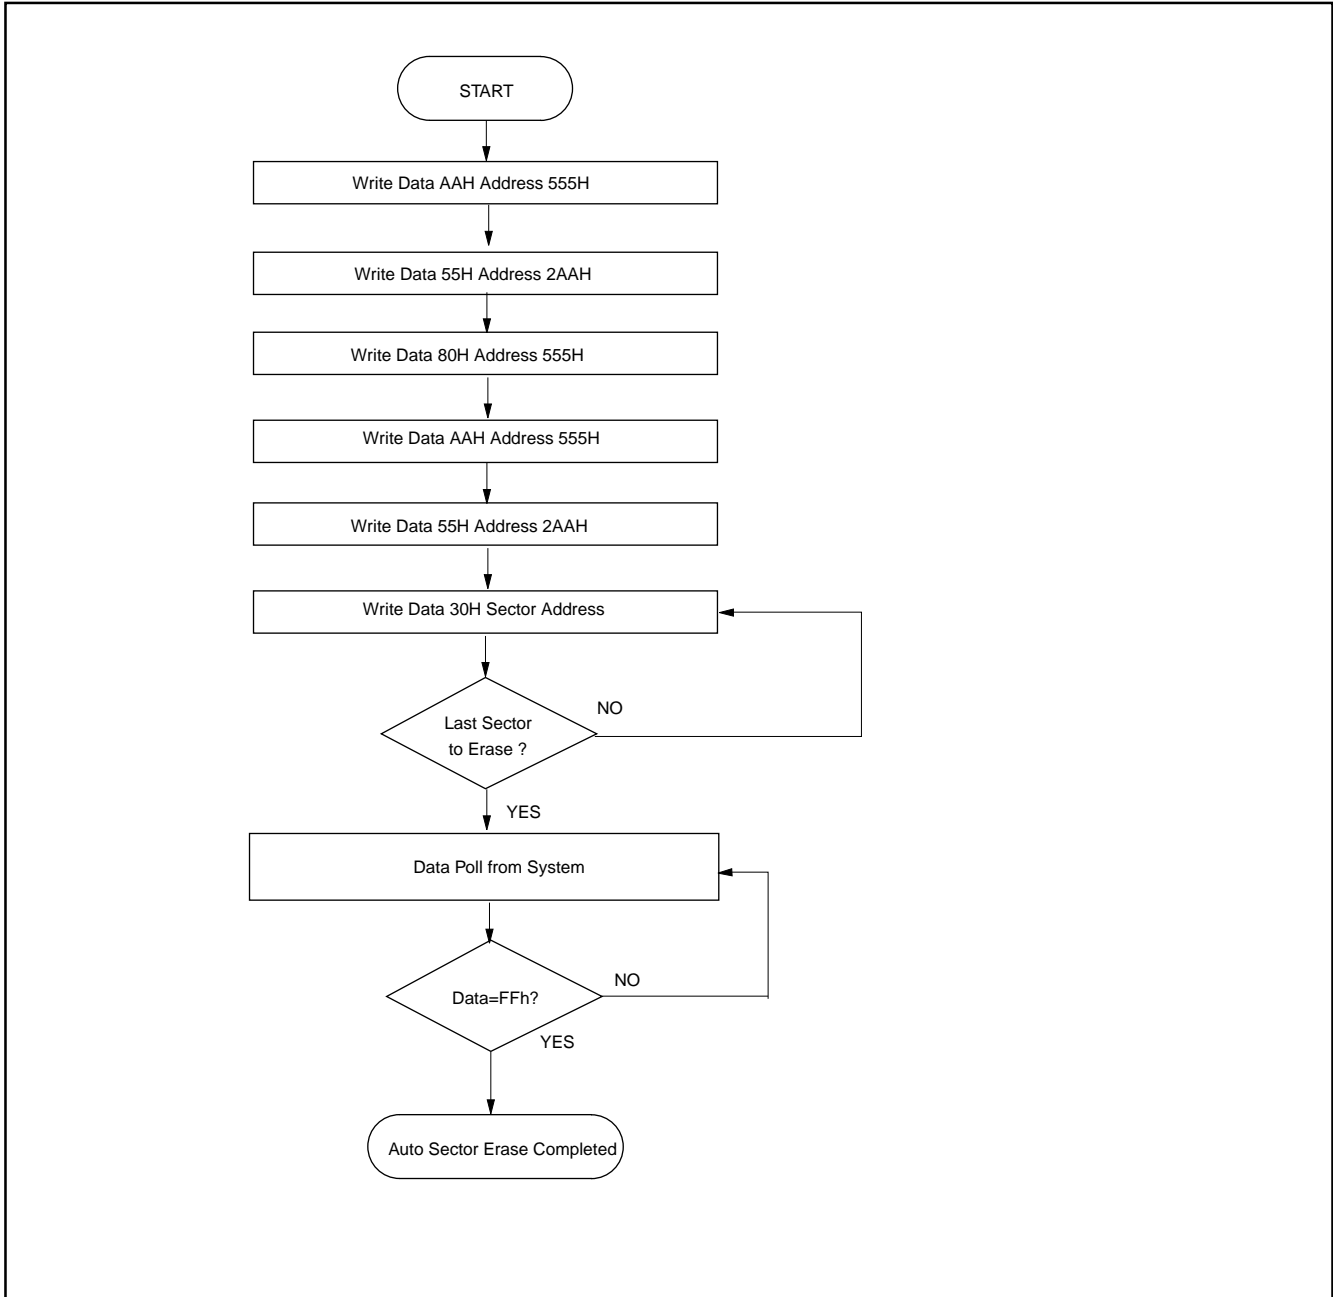 START
Write Data AAH Address 555H
Write Data 55H Address 2AAH
Write Data 80H Address 555H
Write Data AAH Address 555H
Write Data 55H Address 2AAH
Write Data 30H Sector Address
Last Sector
to Erase ?
NO
YES
Data Poll from System
Data=FFh?
NO
YES
Auto Sector Erase Completed